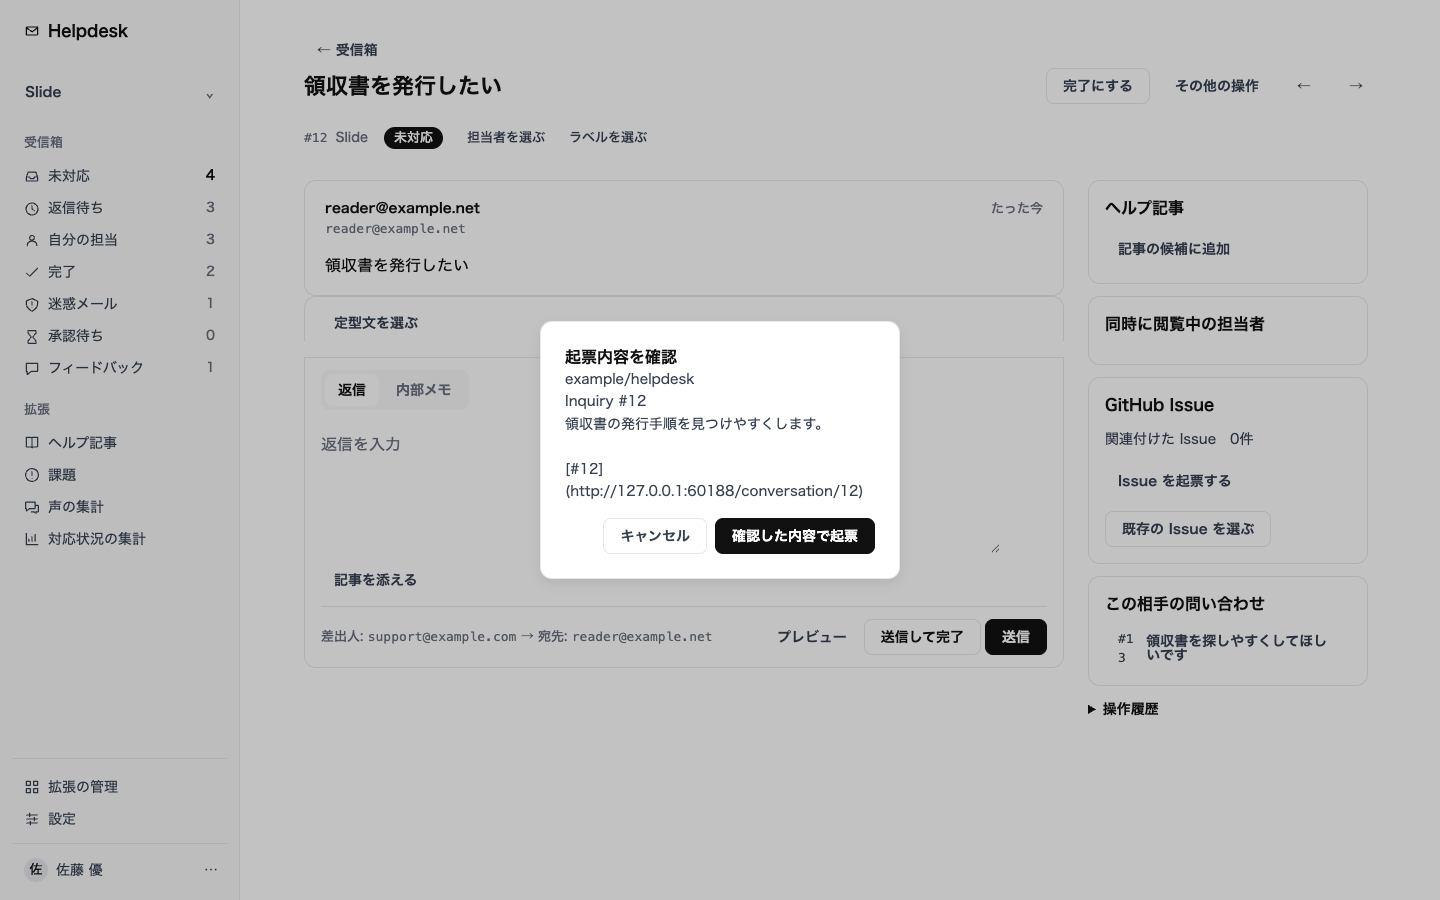 Helpdesk
Slide
受信箱
未対応 4
返信待ち 3
自分の担当 3
完了 2
迷惑メール 1
承認待ち 0
フィードバック 1
拡張
ヘルプ記事
課題
声の集計
対応状況の集計
拡張の管理
設定
佐 佐藤 優 …
← 受信箱
領収書を発行したい
完了にする その他の操作 ← →
#12 Slide 未対応 担当者を選ぶ ラベルを選ぶ
reader@example.net たった今
reader@example.net
領収書を発行したい
定型文を選ぶ
返信 内部メモ
返信を入力
記事を添える
差出人: support@example.com → 宛先: reader@example.net プレビュー 送信して完了 送信
起票内容を確認
example/helpdesk
Inquiry #12
領収書の発行手順を見つけやすくします。
[#12]
(http://127.0.0.1:60188/conversation/12)
キャンセル 確認した内容で起票
ヘルプ記事
記事の候補に追加
同時に閲覧中の担当者
GitHub Issue
関連付けた Issue 0件
Issue を起票する
既存の Issue を選ぶ
この相手の問い合わせ
#13 領収書を探しやすくしてほし
いです
▶ 操作履歴